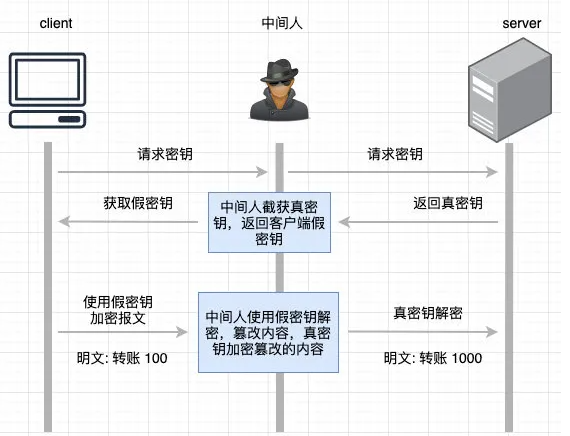 client
中间人
server
请求密钥
请求密钥
获取假密钥
中间人截获真密
钥，返回客户端假
密钥
返回真密钥
使用假密钥
加密报文
中间人使用假密钥解
密，篡改内容，真密
钥加密篡改的内容
真密钥解密
明文: 转账 100
明文: 转账 1000